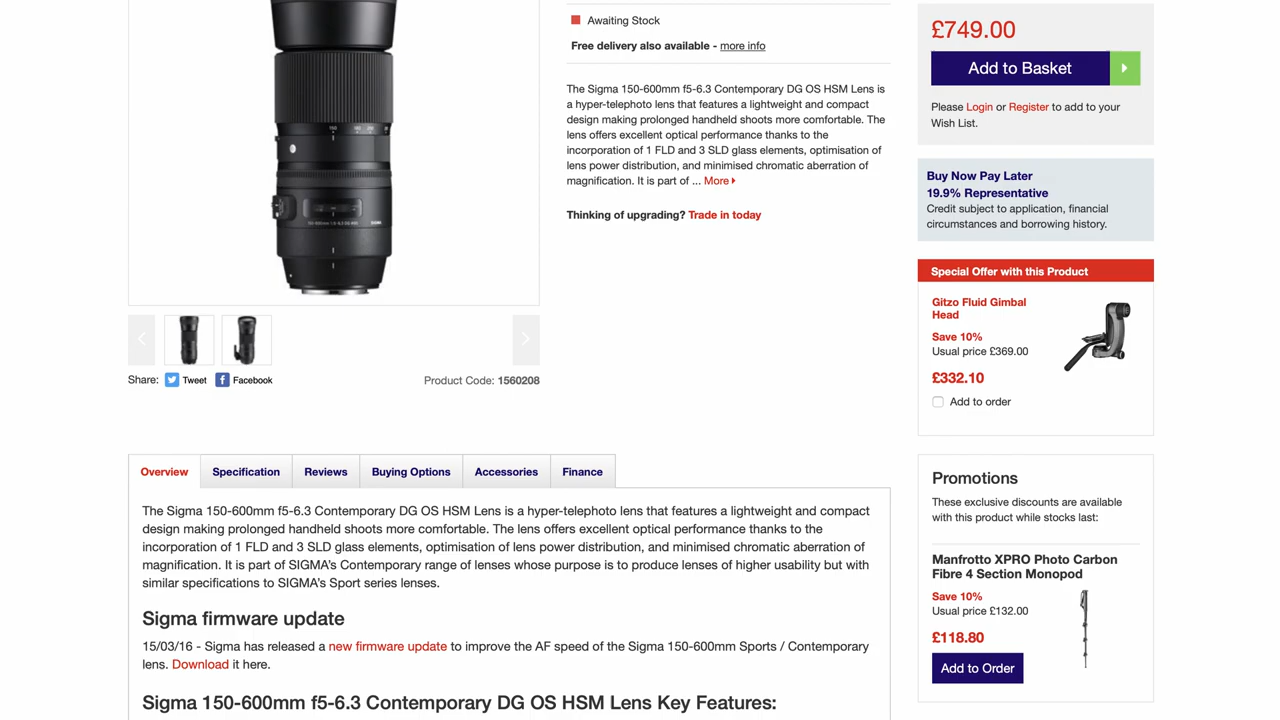 Awaiting Stock
Free delivery also available - more info
The Sigma 150-600mm f5-6.3 Contemporary DG OS HSM Lens is
a hyper-telephoto lens that features a lightweight and compact
design making prolonged handheld shoots more comfortable. The
lens offers excellent optical performance thanks to the
incorporation of 1 FLD and 3 SLD glass elements, optimisation of
lens power distribution, and minimised chromatic aberration of
magnification. It is part of ... More
Thinking of upgrading? Trade in today
Share: Tweet Facebook
Product Code: 1560208
£749.00
Add to Basket
Please Login or Register to add to your
Wish List.
Buy Now Pay Later
19.9% Representative
Credit subject to application, financial
circumstances and borrowing history.
Special Offer with this Product
Gitzo Fluid Gimbal
Head
Save 10%
Usual price £369.00
£332.10
Add to order
Overview Specification Reviews Buying Options Accessories Finance
The Sigma 150-600mm f5-6.3 Contemporary DG OS HSM Lens is a hyper-telephoto lens that features a lightweight and compact
design making prolonged handheld shoots more comfortable. The lens offers excellent optical performance thanks to the
incorporation of 1 FLD and 3 SLD glass elements, optimisation of lens power distribution, and minimised chromatic aberration of
magnification. It is part of SIGMA's Contemporary range of lenses whose purpose is to produce lenses of higher usability but with
similar specifications to SIGMA's Sport series lenses.
Sigma firmware update
15/03/16 - Sigma has released a new firmware update to improve the AF speed of the Sigma 150-600mm Sports / Contemporary
lens. Download it here.
Sigma 150-600mm f5-6.3 Contemporary DG OS HSM Lens Key Features:
Promotions
These exclusive discounts are available
with this product while stocks last:
Manfrotto XPRO Photo Carbon
Fibre 4 Section Monopod
Save 10%
Usual price £132.00
£118.80
Add to Order